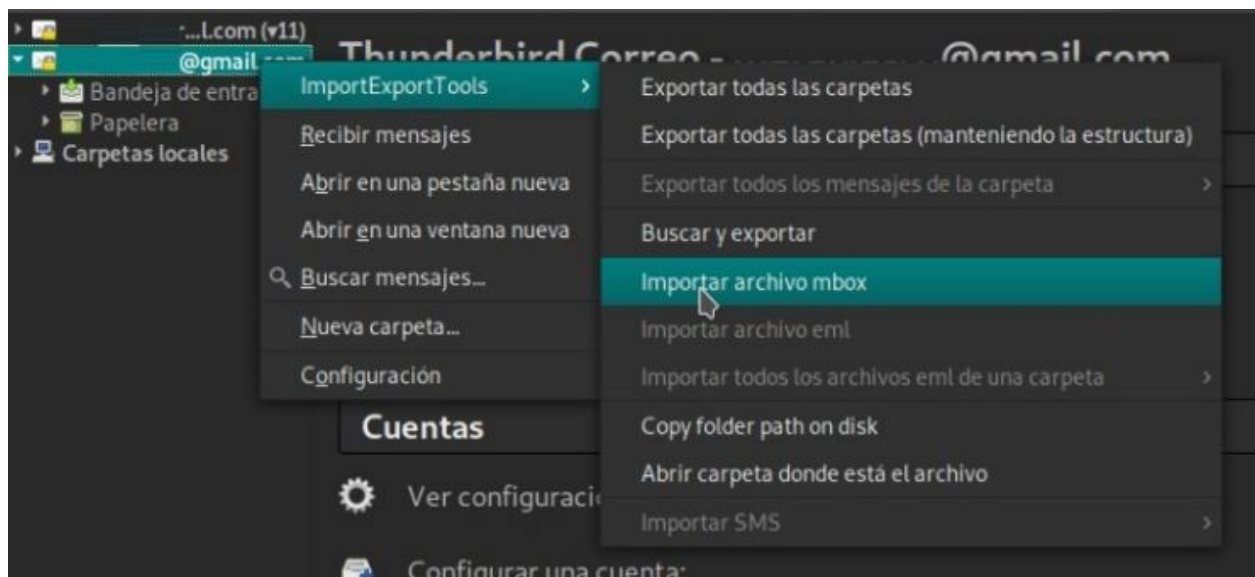 ...l.com (▾11)
Thunderbird Correo - @gmail.com
@gmail.com
Bandeja de entra
Papelera
Carpetas locales
ImportExportTools
Recibir mensajes
Abrir en una pestaña nueva
Abrir en una ventana nueva
Buscar mensajes...
Nueva carpeta...
Configuración
Exportar todas las carpetas
Exportar todas las carpetas (manteniendo la estructura)
Exportar todos los mensajes de la carpeta
Buscar y exportar
Importar archivo mbox
Importar archivo eml
Importar todos los archivos eml de una carpeta
Copy folder path on disk
Abrir carpeta donde está el archivo
Importar SMS
Cuentas
Ver configuraci
Configurar una cuenta: